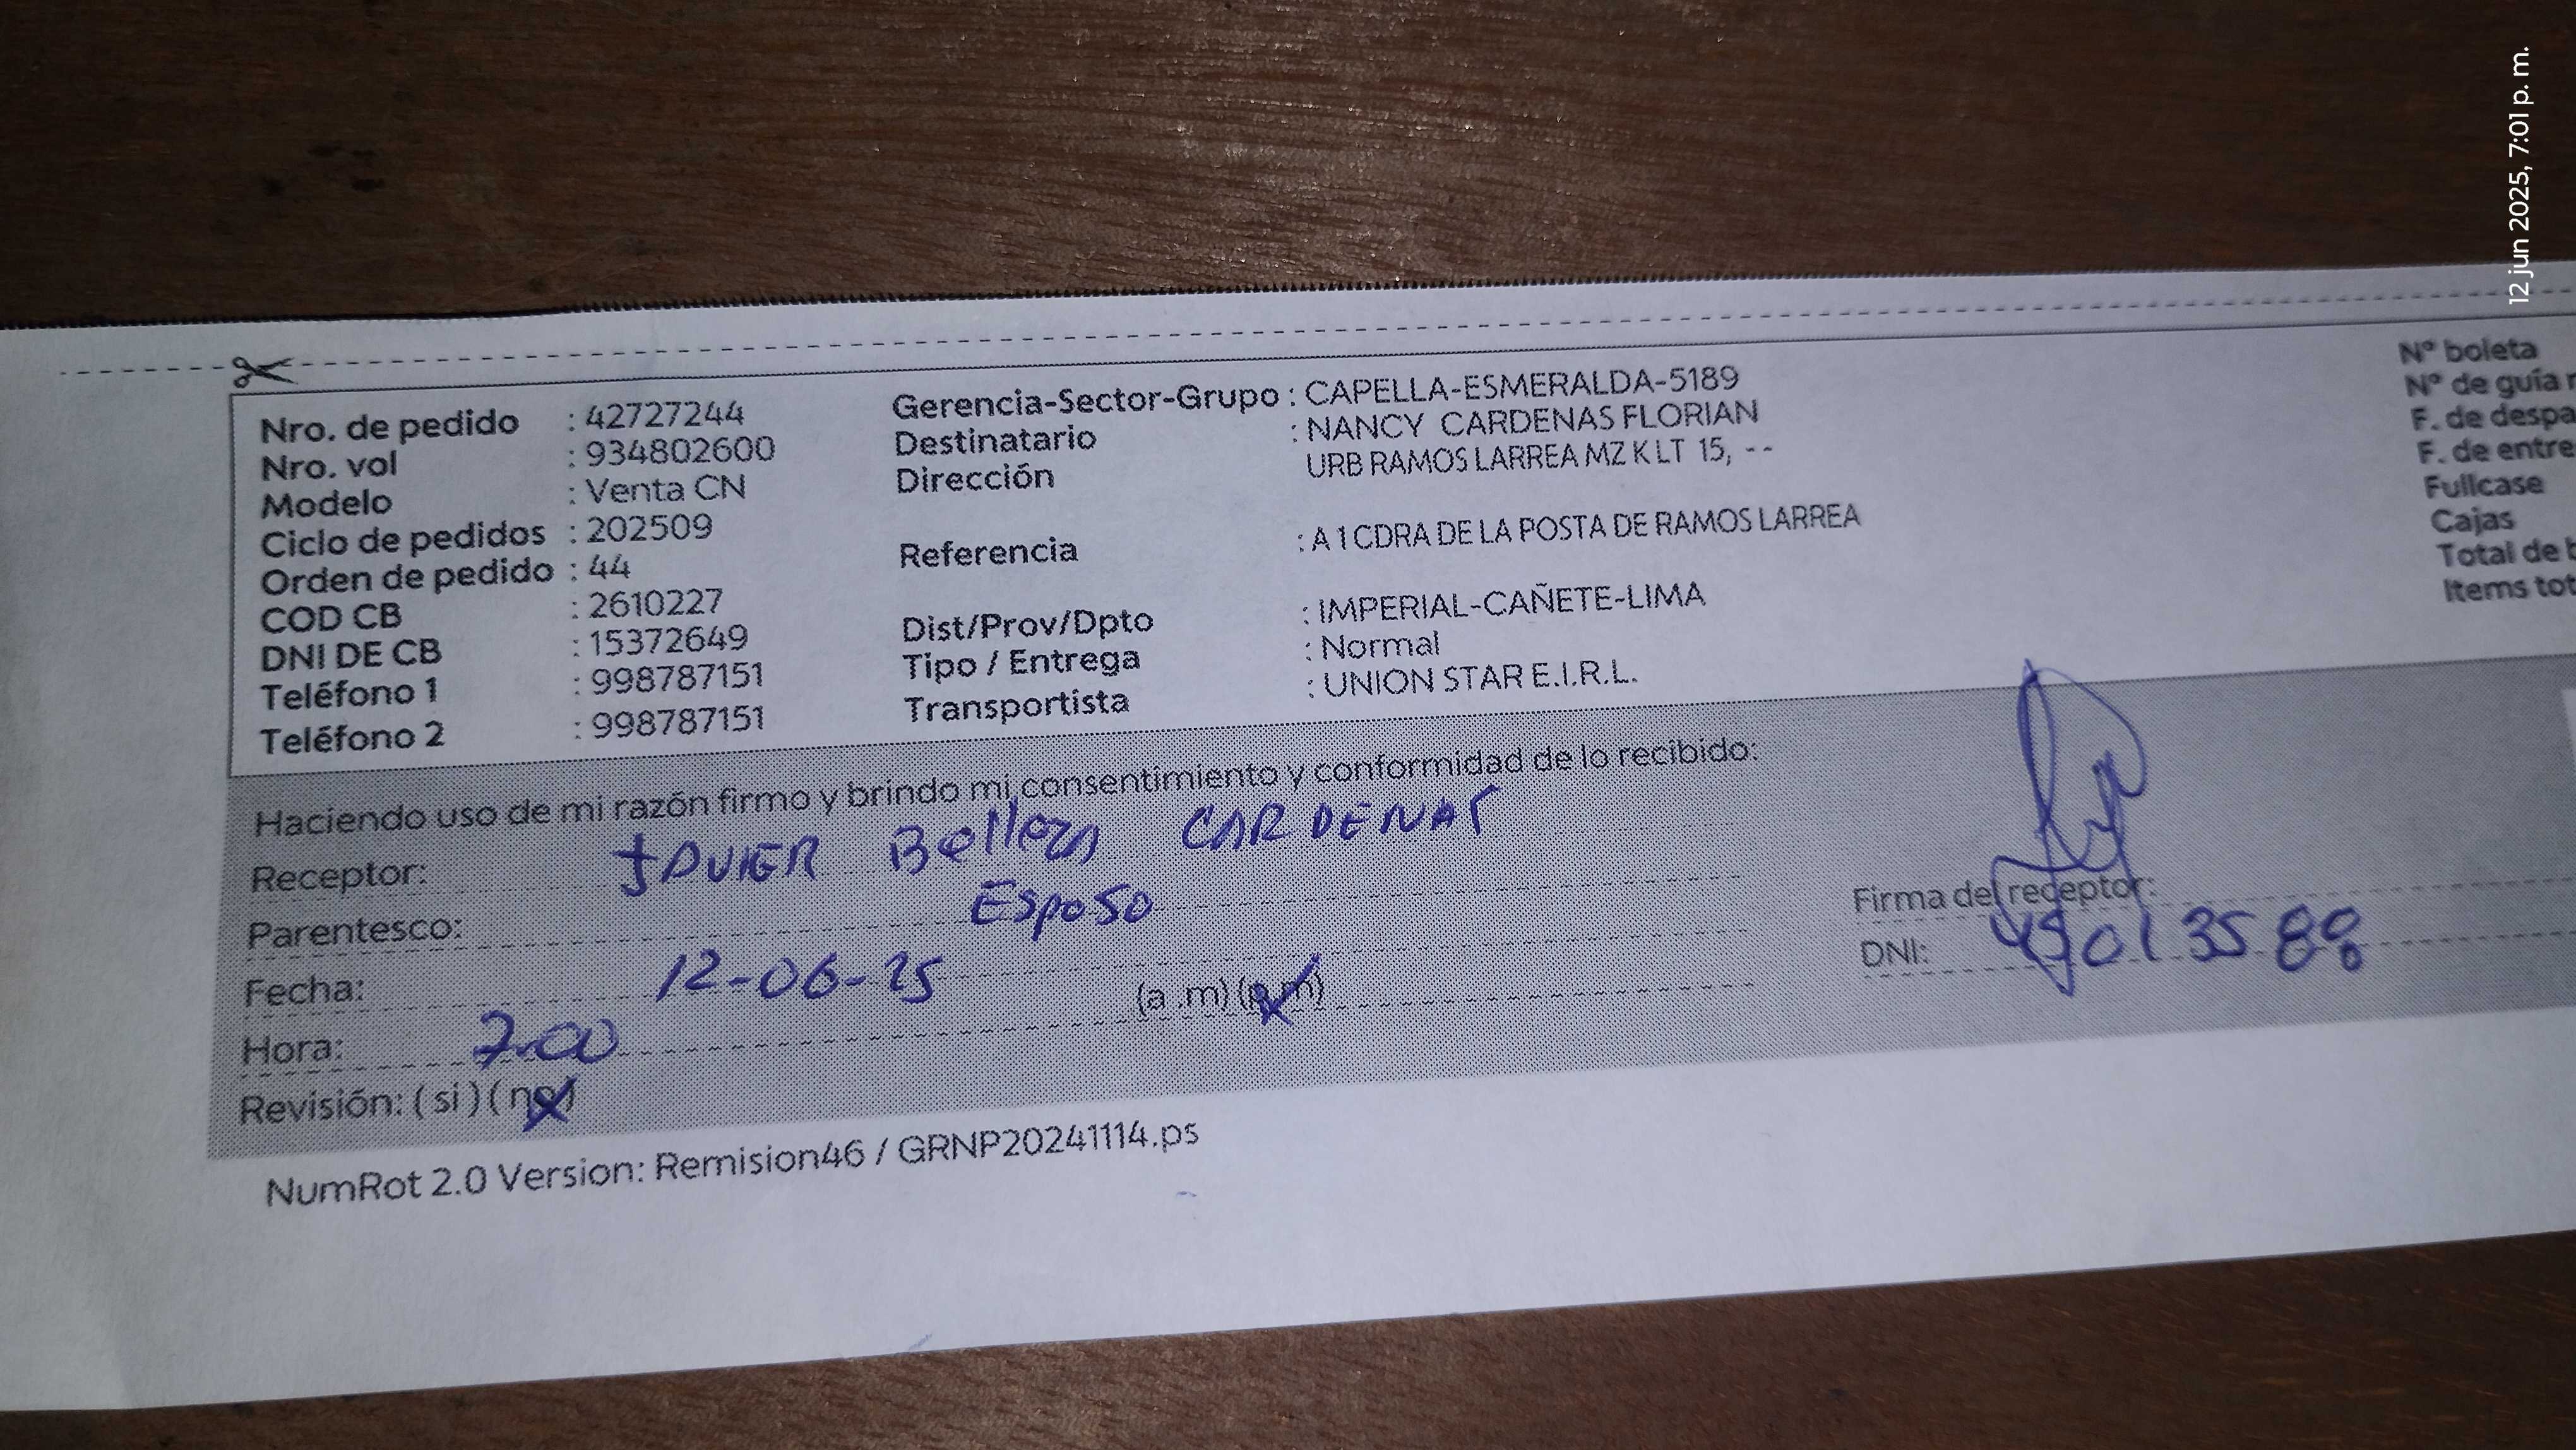 12 jun 2025, 7:01 p. m.
Nro. de pedido : 42727244
Nro. vol : 934802600
Modelo : Venta CN
Ciclo de pedidos : 202509
Orden de pedido : 44
COD CB : 2610227
DNI DE CB : 15372649
Teléfono 1 : 998787151
Teléfono 2 : 998787151
Gerencia-Sector-Grupo : CAPELLA-ESMERALDA-5189
Destinatario : NANCY CARDENAS FLORIAN
Dirección URB RAMOS LARREA MZ K LT 15, --
Referencia : A 1 CDRA DE LA POSTA DE RAMOS LARREA
Dist/Prov/Dpto : IMPERIAL-CAÑETE-LIMA
Tipo / Entrega : Normal
Transportista : UNION STAR E.I.R.L.
Nº boleta
Nº de guía r
F. de despa
F. de entre
Fullcase
Cajas
Total de b
Items tot
Haciendo uso de mi razón firmo y brindo mi consentimiento y conformidad de lo recibido:
Receptor: JAVIER Belleza CARDENAS
Parentesco: Esposo
Fecha: 12-06-25
Hora: 7:00 (a .m) (p.m)
Revisión: ( si ) ( no )
Firma del receptor:
DNI:
NumRot 2.0 Version: Remision46 / GRNP20241114.ps